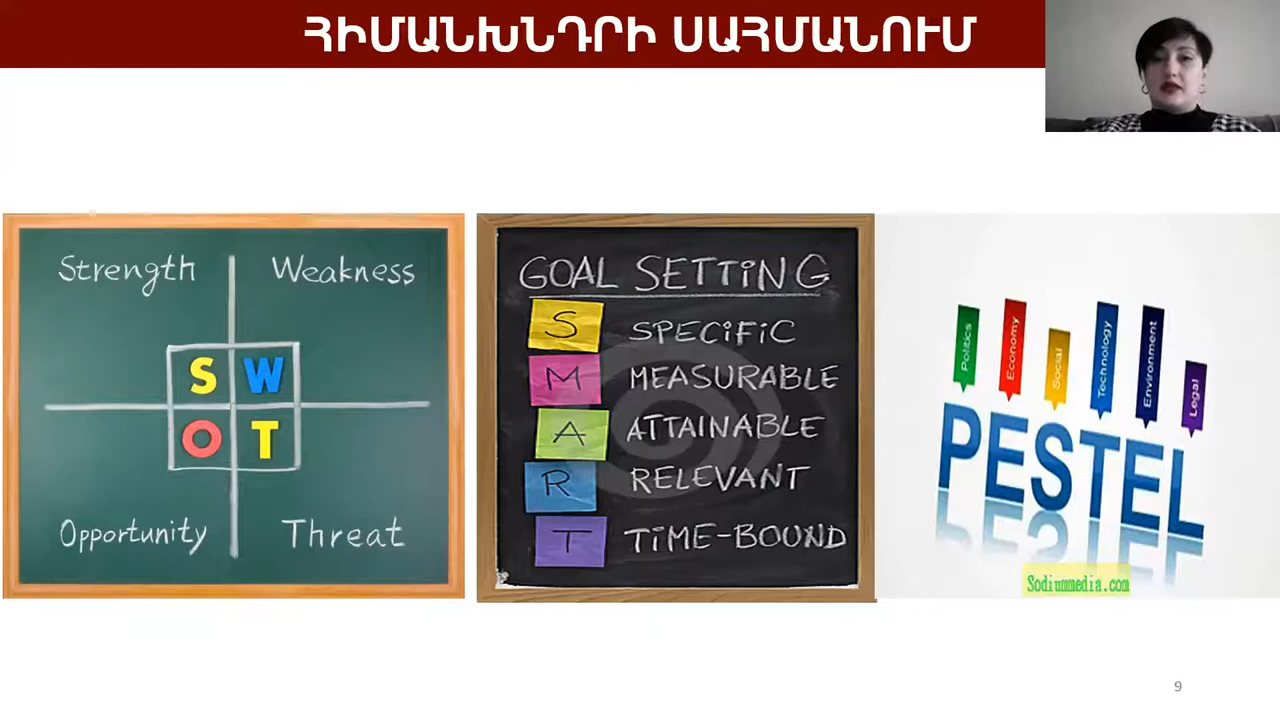 ՀԻՄԱՆԽՆԴՐԻ ՍԱՀՄԱՆՈՒՄ
Strength
Weakness
S W
O T
Opportunity
Threat
GOAL SETTING
S SPECIFIC
M MEASURABLE
A ATTAINABLE
R RELEVANT
T TIME-BOUND
Politics
Economy
Social
Technology
Environment
Legal
PESTEL
Sodiummedia.com
9